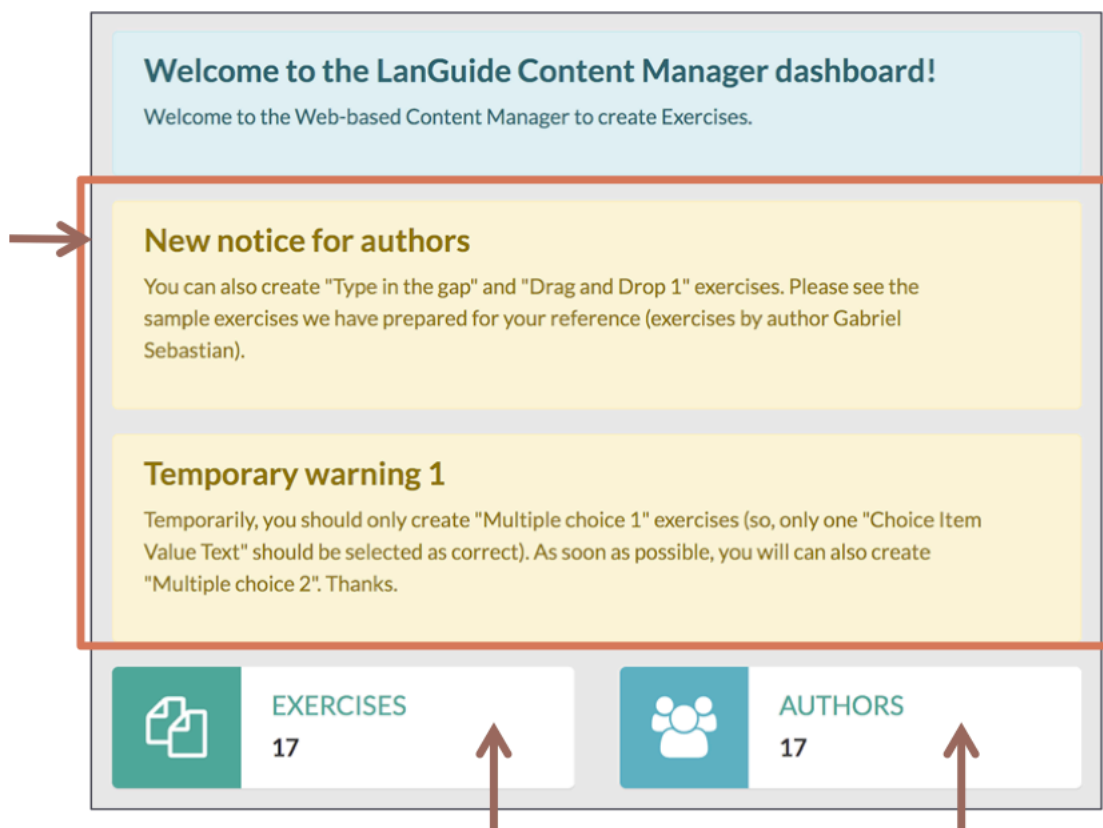 Welcome to the LanGuide Content Manager dashboard!
Welcome to the Web-based Content Manager to create Exercises.
New notice for authors
You can also create "Type in the gap" and "Drag and Drop 1" exercises. Please see the
sample exercises we have prepared for your reference (exercises by author Gabriel
Sebastian).
Temporary warning 1
Temporarily, you should only create "Multiple choice 1" exercises (so, only one "Choice Item
Value Text" should be selected as correct). As soon as possible, you will can also create
"Multiple choice 2". Thanks.
EXERCISES
17
AUTHORS
17